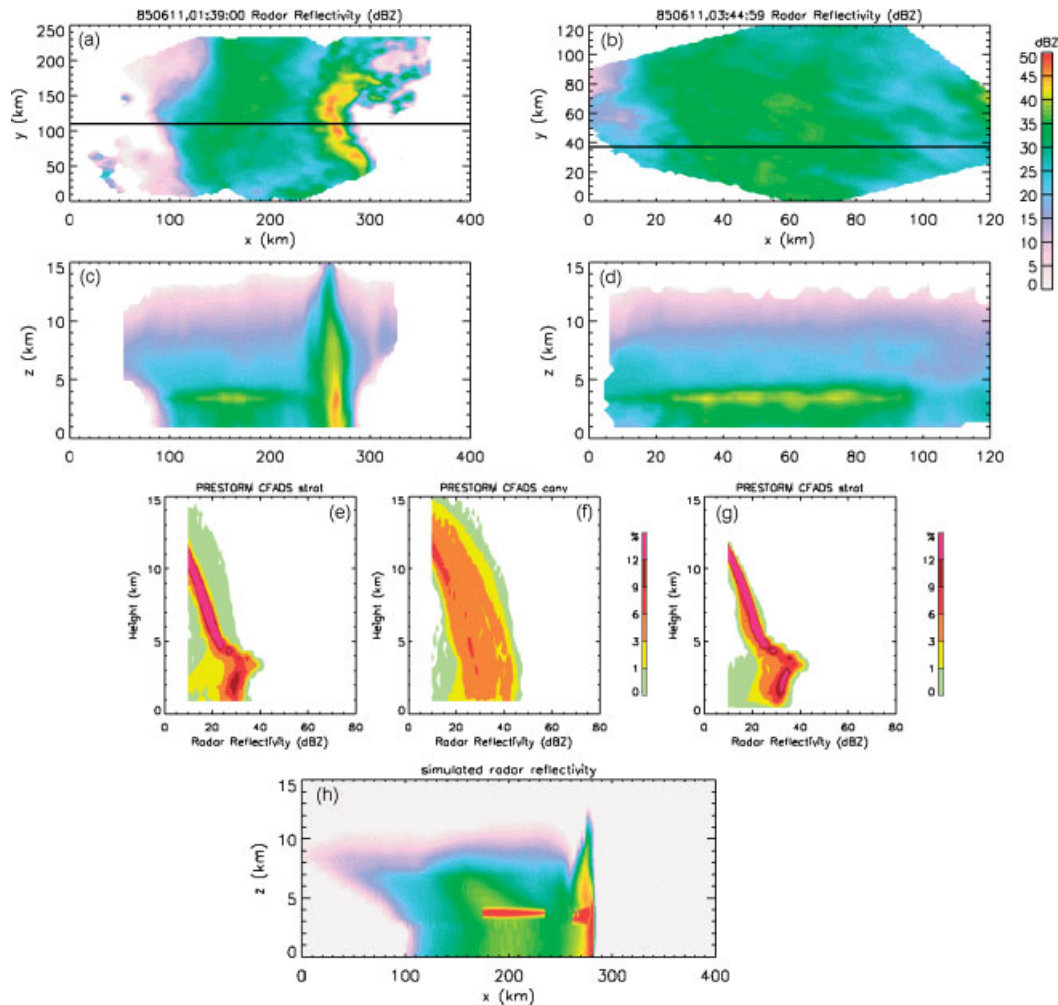 850611,01:39:00 Radar Reflectivity (dBZ)
850611,03:44:59 Radar Reflectivity (dBZ)
dBZ
(a)
250
200
150
100
50
0
y (km)
0 100 200 300 400
x (km)
(b)
120
100
80
60
40
20
0
y (km)
0 20 40 60 80 100 120
x (km)
50
45
40
35
30
25
20
15
10
5
0
(c)
15
10
5
0
z (km)
0 100 200 300 400
(d)
15
10
5
0
z (km)
0 20 40 60 80 100 120
PRESTORM CFADS strat
PRESTORM CFADS conv
PRESTORM CFADS strat
(e)
15
10
5
0
Height (km)
0 20 40 60 80
Radar Reflectivity (dBZ)
(f)
15
10
5
0
Height (km)
0 20 40 60 80
Radar Reflectivity (dBZ)
%
12
9
6
3
1
0
(g)
15
10
5
0
Height (km)
0 20 40 60 80
Radar Reflectivity (dBZ)
%
12
9
6
3
1
0
simulated radar reflectivity
(h)
15
10
5
0
z (km)
0 100 200 300 400
x (km)